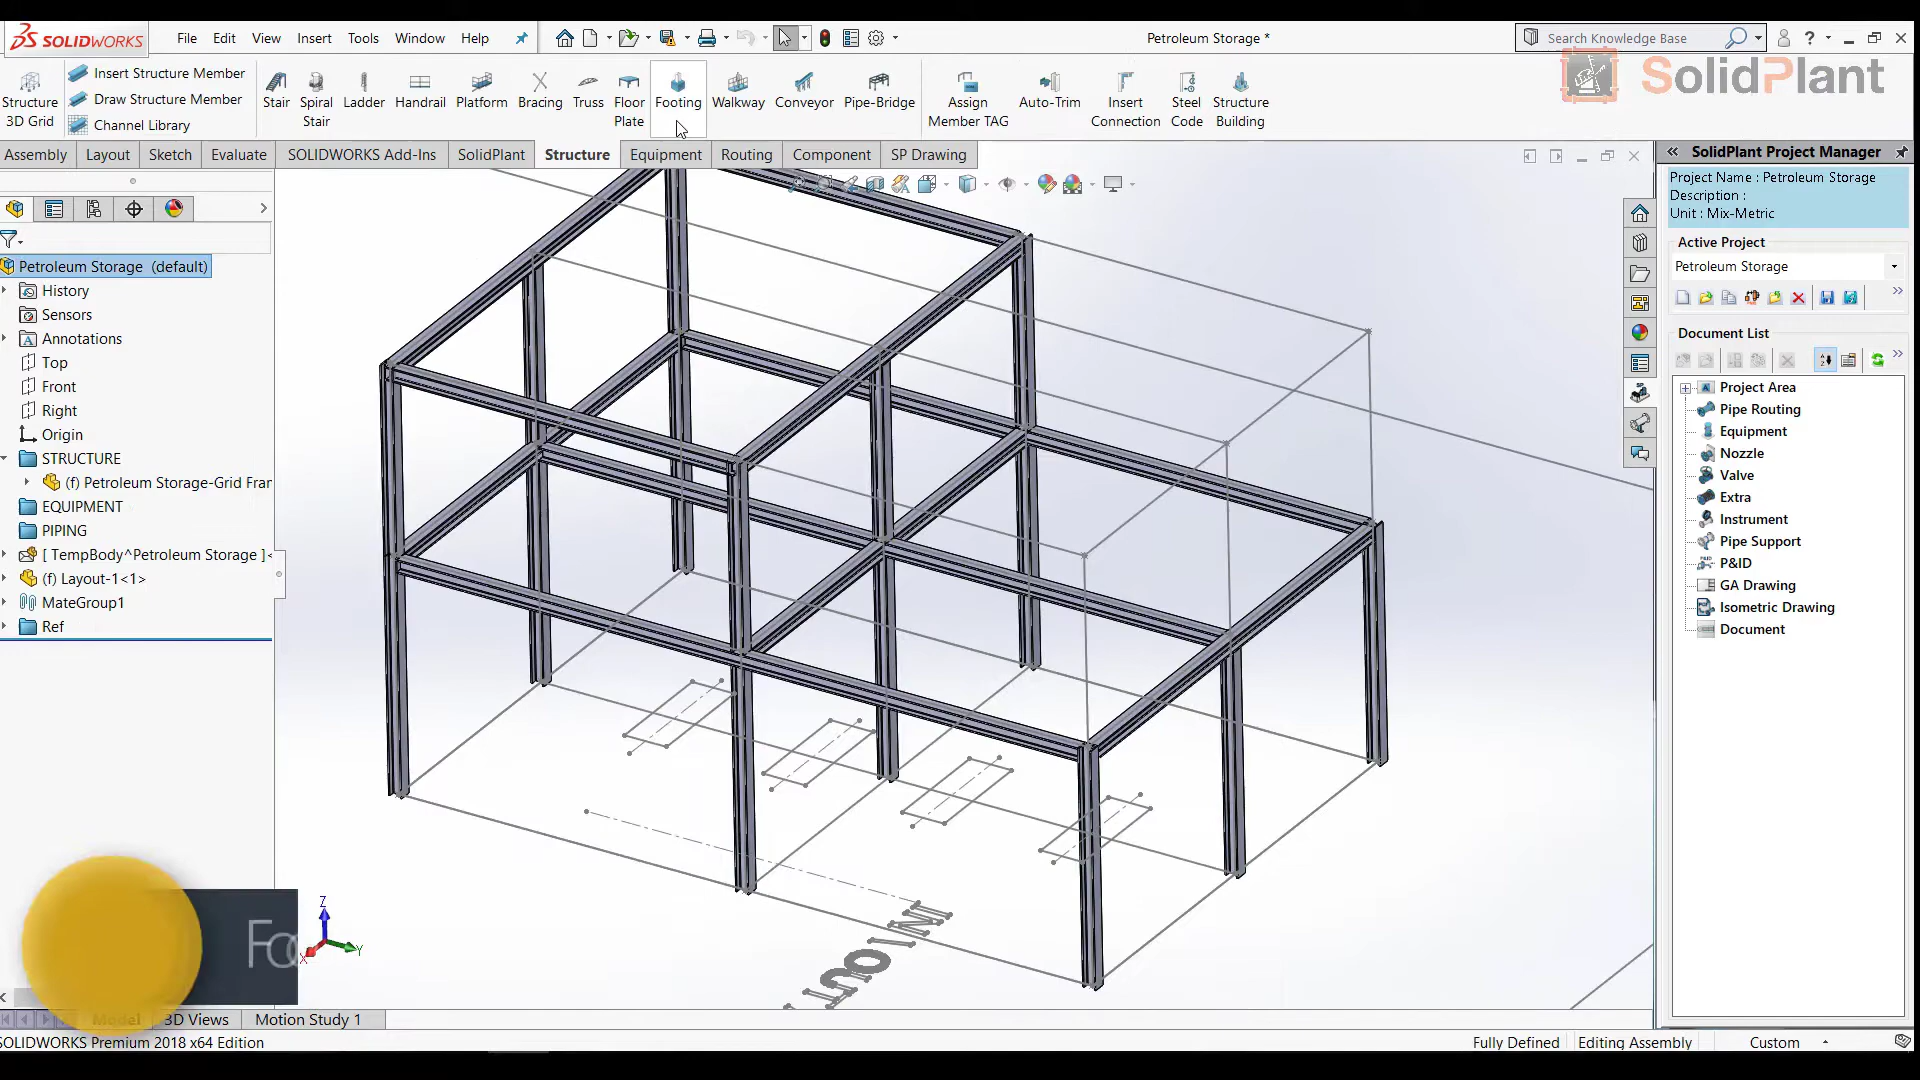 SOLIDWORKS
File Edit View Insert Tools Window Help
Petroleum Storage *
Search Knowledge Base
SolidPlant
Structure
3D Grid
Insert Structure Member
Draw Structure Member
Channel Library
Stair
Spiral
Stair
Ladder
Handrail
Platform
Bracing
Truss
Floor
Plate
Footing
Walkway
Conveyor
Pipe-Bridge
Assign
Member TAG
Auto-Trim
Insert
Connection
Steel
Code
Structure
Building
Assembly Layout Sketch Evaluate SOLIDWORKS Add-Ins SolidPlant Structure Equipment Routing Component SP Drawing
Petroleum Storage (default)
History
Sensors
Annotations
Top
Front
Right
Origin
STRUCTURE
(f) Petroleum Storage-Grid Frar
EQUIPMENT
PIPING
[ TempBody^Petroleum Storage ]<
(f) Layout-1<1>
MateGroup1
Ref
Z
Y
X
Model 3D Views Motion Study 1
SOLIDWORKS Premium 2018 x64 Edition
Fully Defined Editing Assembly Custom
SolidPlant Project Manager
Project Name : Petroleum Storage
Description :
Unit : Mix-Metric
Active Project
Petroleum Storage
Document List
Project Area
Pipe Routing
Equipment
Nozzle
Valve
Extra
Instrument
Pipe Support
P&ID
GA Drawing
Isometric Drawing
Document